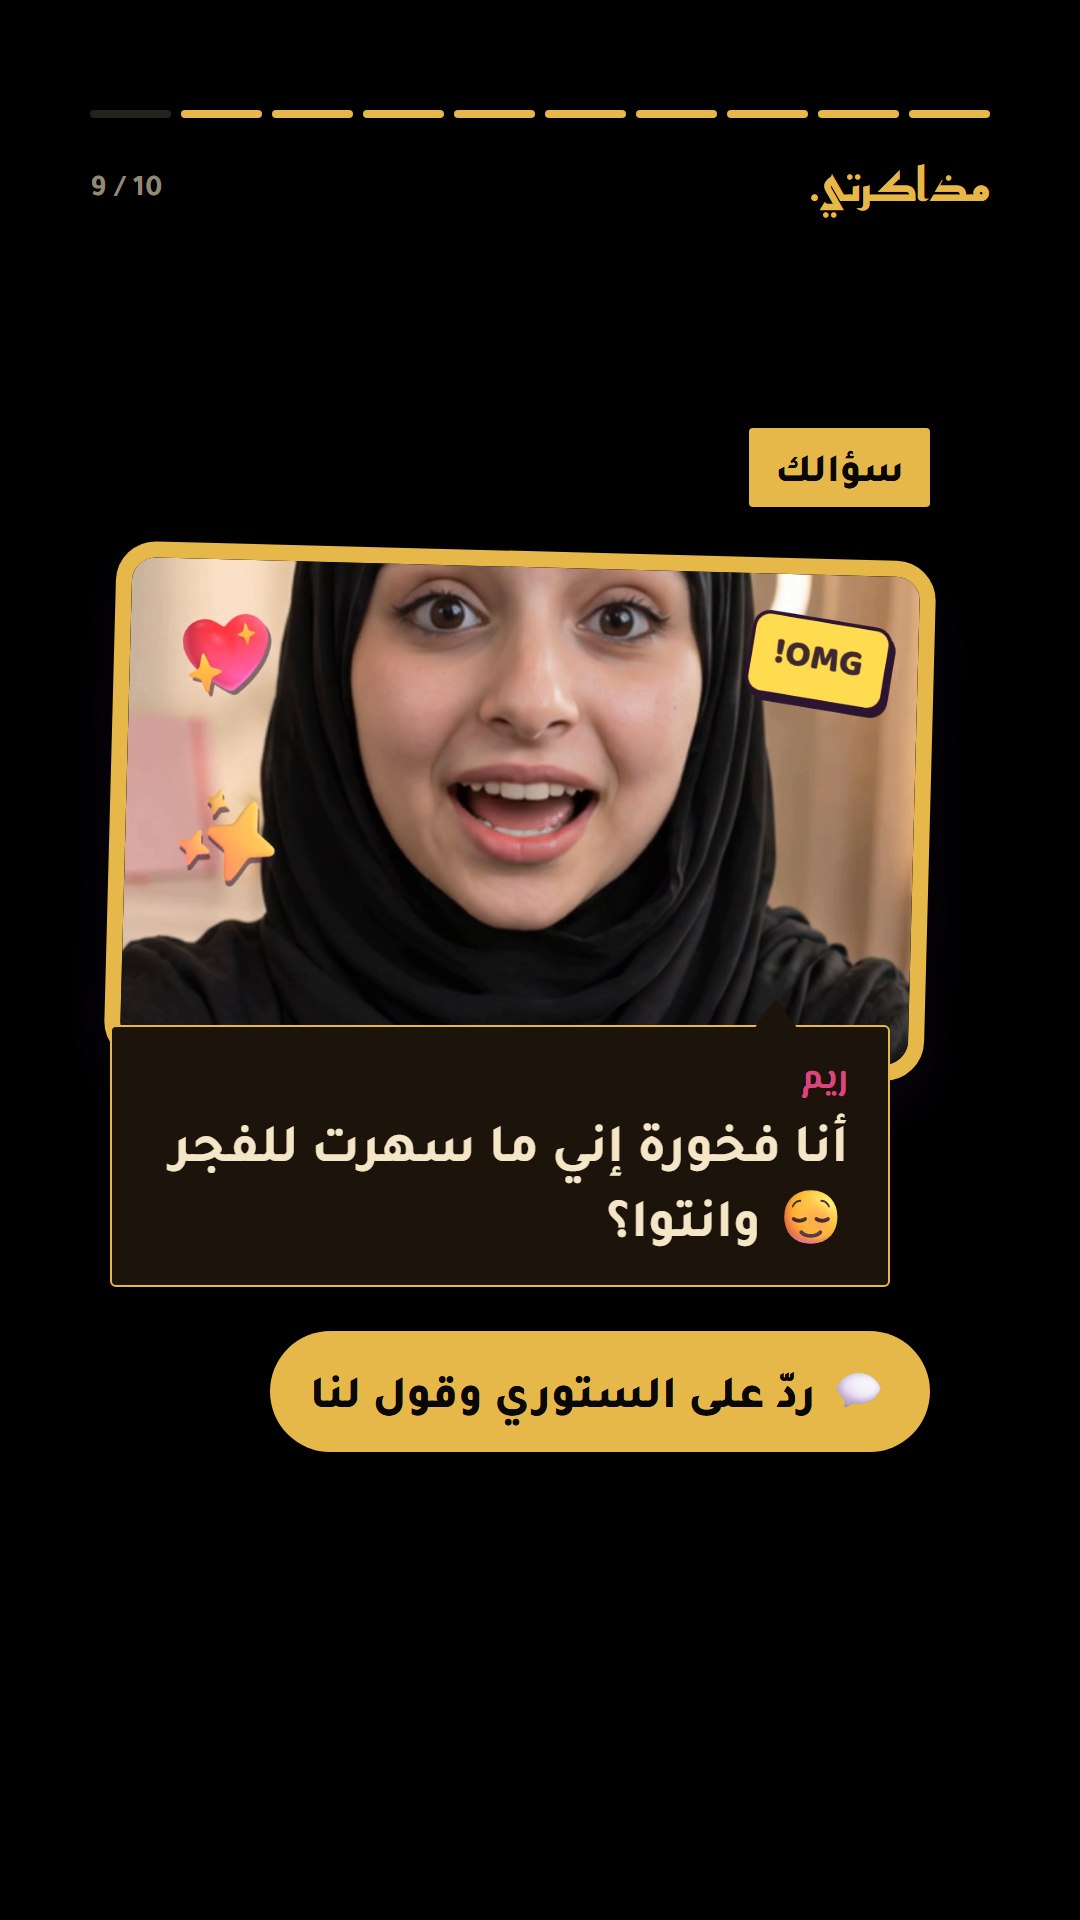 مذاكرتي.
9 / 10
سؤالك
OMG!
ريم
أنا فخورة إني ما سهرت للفجر
😌 وانتوا؟
💬 ردّ على الستوري وقول لنا